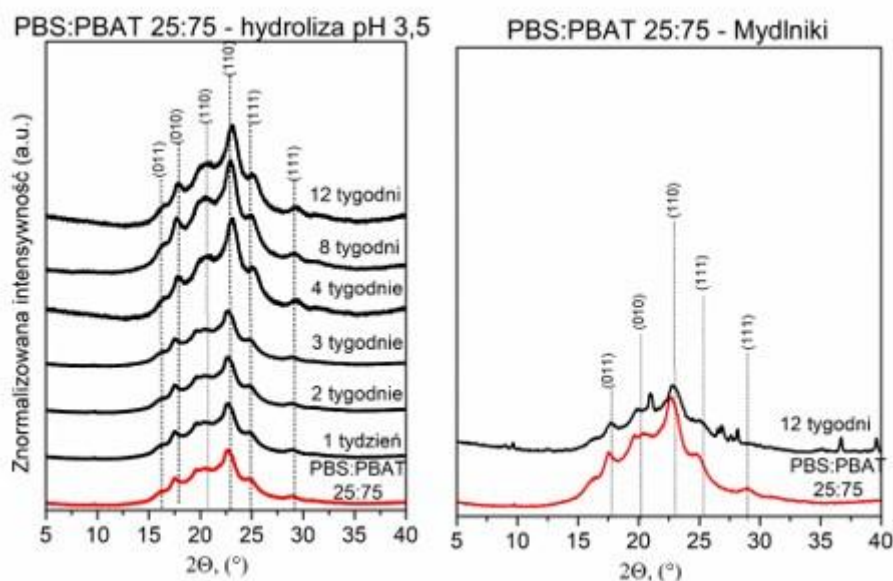 PBS:PBAT 25:75 - hydroliza pH 3,5
Znormalizowana intensywność (a.u.)
(011)
(010)
(110)
(110)
(111)
(111)
12 tygodni
8 tygodni
4 tygodnie
3 tygodnie
2 tygodnie
1 tydzień
PBS:PBAT
25:75
5 10 15 20 25 30 35 40
2Θ, (°)
PBS:PBAT 25:75 - Mydlniki
(011)
(010)
(110)
(111)
(111)
12 tygodni
PBS:PBAT
25:75
5 10 15 20 25 30 35 40
2Θ, (°)